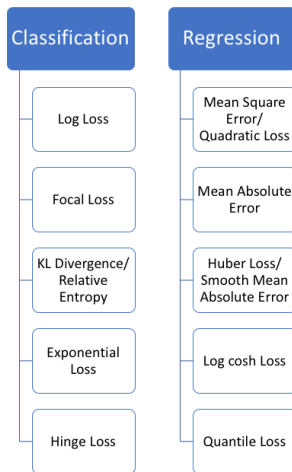 Classification
Log Loss
Focal Loss
KL Divergence/
Relative
Entropy
Exponential
Loss
Hinge Loss
Regression
Mean Square
Error/
Quadratic Loss
Mean Absolute
Error
Huber Loss/
Smooth Mean
Absolute Error
Log cosh Loss
Quantile Loss